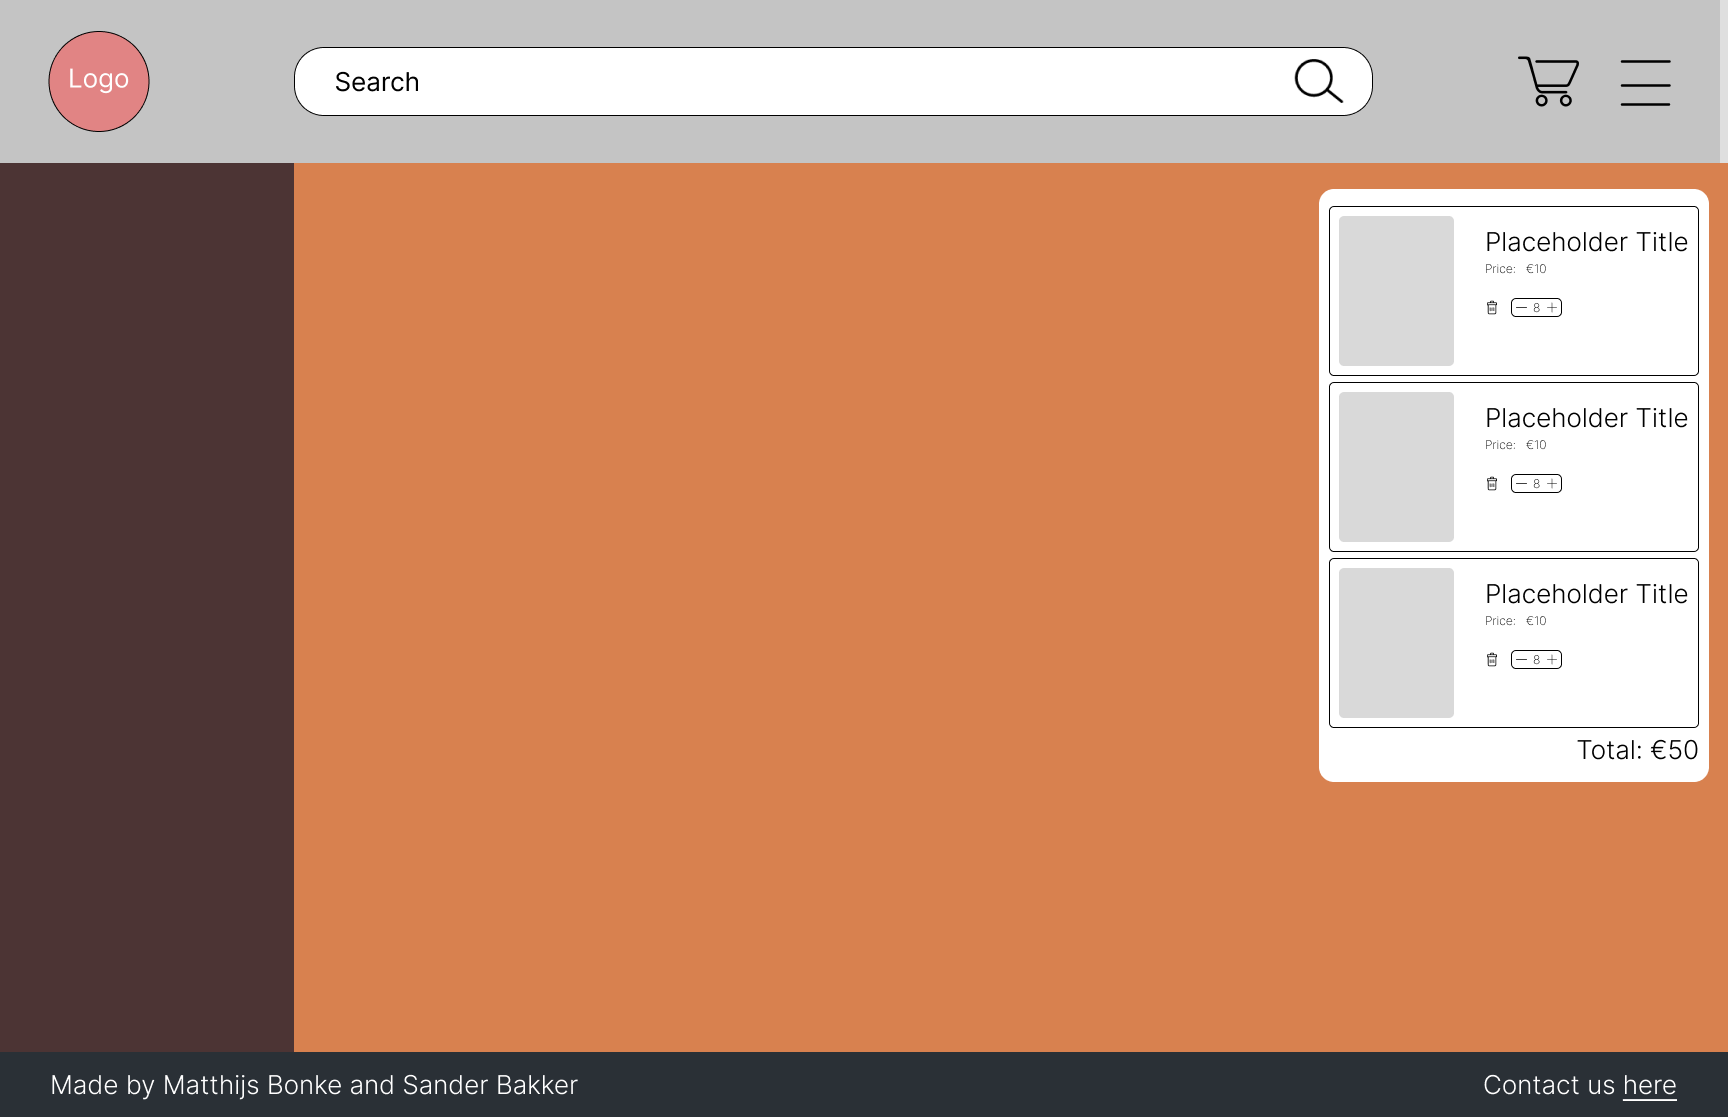 Logo
Search
Placeholder Title
Price: €10
8
Placeholder Title
Price: €10
8
Placeholder Title
Price: €10
8
Total: €50
Made by Matthijs Bonke and Sander Bakker
Contact us here